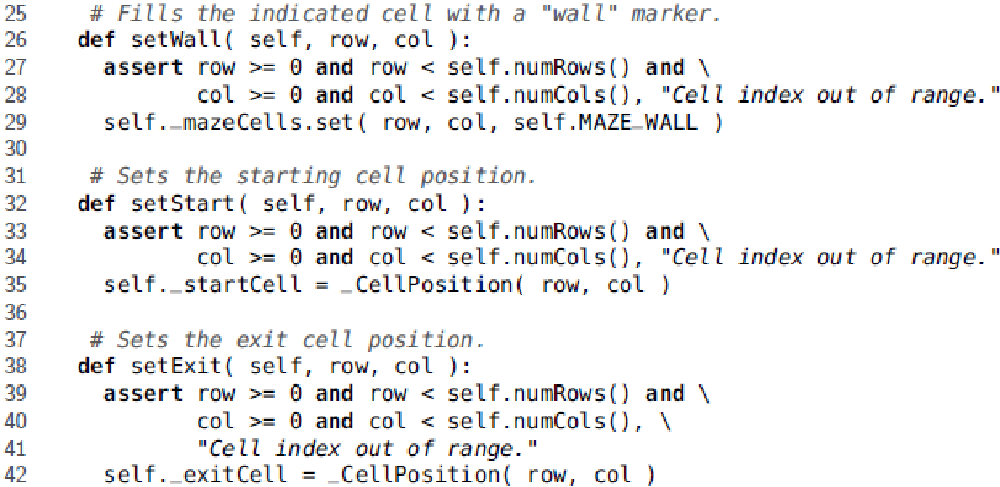 25 # Fills the indicated cell with a "wall" marker.
26 def setWall( self, row, col ):
27 assert row >= 0 and row < self.numRows() and \
28 col >= 0 and col < self.numCols(), "Cell index out of range."
29 self._mazeCells.set( row, col, self.MAZE_WALL )
30
31 # Sets the starting cell position.
32 def setStart( self, row, col ):
33 assert row >= 0 and row < self.numRows() and \
34 col >= 0 and col < self.numCols(), "Cell index out of range."
35 self._startCell = _CellPosition( row, col )
36
37 # Sets the exit cell position.
38 def setExit( self, row, col ):
39 assert row >= 0 and row < self.numRows() and \
40 col >= 0 and col < self.numCols(), \
41 "Cell index out of range."
42 self._exitCell = _CellPosition( row, col )